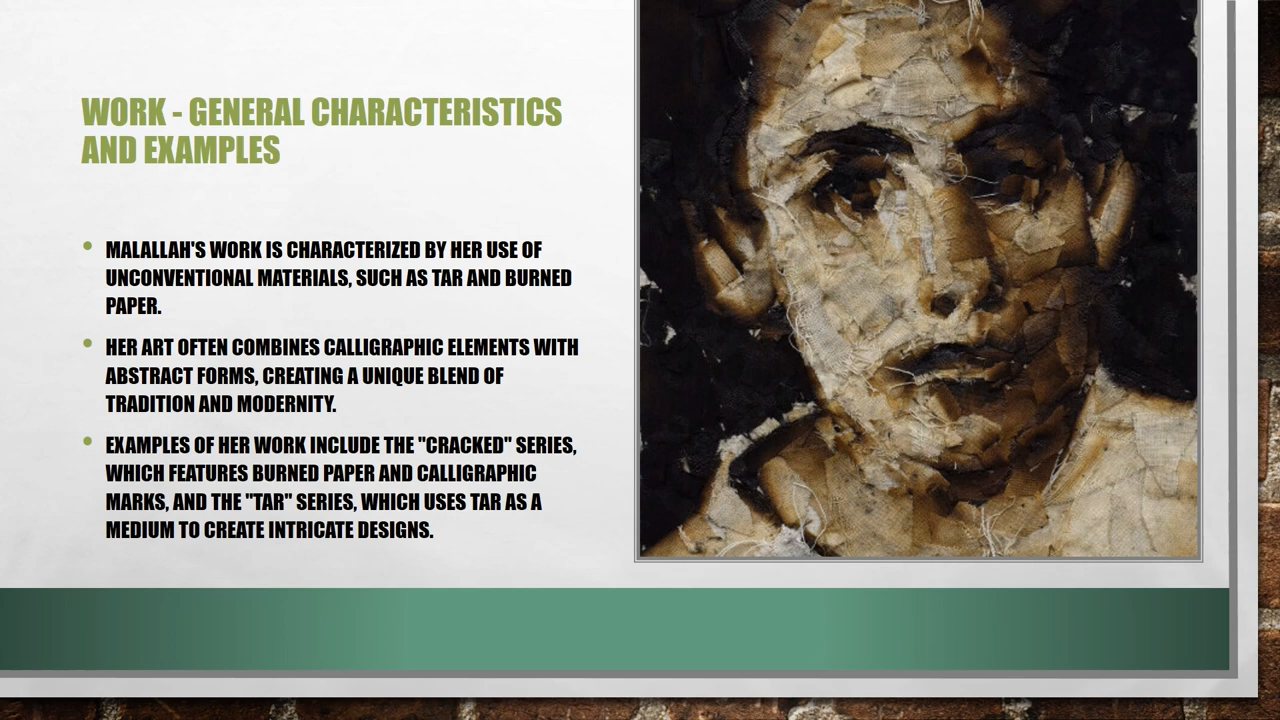 WORK - GENERAL CHARACTERISTICS
AND EXAMPLES
• MALALLAH'S WORK IS CHARACTERIZED BY HER USE OF
UNCONVENTIONAL MATERIALS, SUCH AS TAR AND BURNED
PAPER.
• HER ART OFTEN COMBINES CALLIGRAPHIC ELEMENTS WITH
ABSTRACT FORMS, CREATING A UNIQUE BLEND OF
TRADITION AND MODERNITY.
• EXAMPLES OF HER WORK INCLUDE THE "CRACKED" SERIES,
WHICH FEATURES BURNED PAPER AND CALLIGRAPHIC
MARKS, AND THE "TAR" SERIES, WHICH USES TAR AS A
MEDIUM TO CREATE INTRICATE DESIGNS.